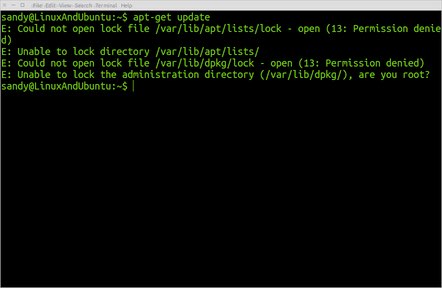 File Edit View Search Terminal Help
sandy@LinuxAndUbuntu:~$ apt-get update
E: Could not open lock file /var/lib/apt/lists/lock - open (13: Permission denie
d)
E: Unable to lock directory /var/lib/apt/lists/
E: Could not open lock file /var/lib/dpkg/lock - open (13: Permission denied)
E: Unable to lock the administration directory (/var/lib/dpkg/), are you root?
sandy@LinuxAndUbuntu:~$